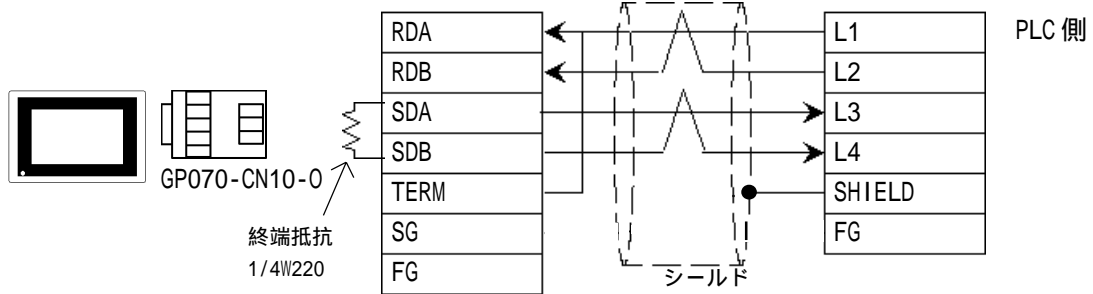 RDA
RDB
SDA
SDB
TERM
SG
FG
L1
L2
L3
L4
SHIELD
FG
PLC 側
GP070-CN10-O
終端抵抗
1/4W220
シールド